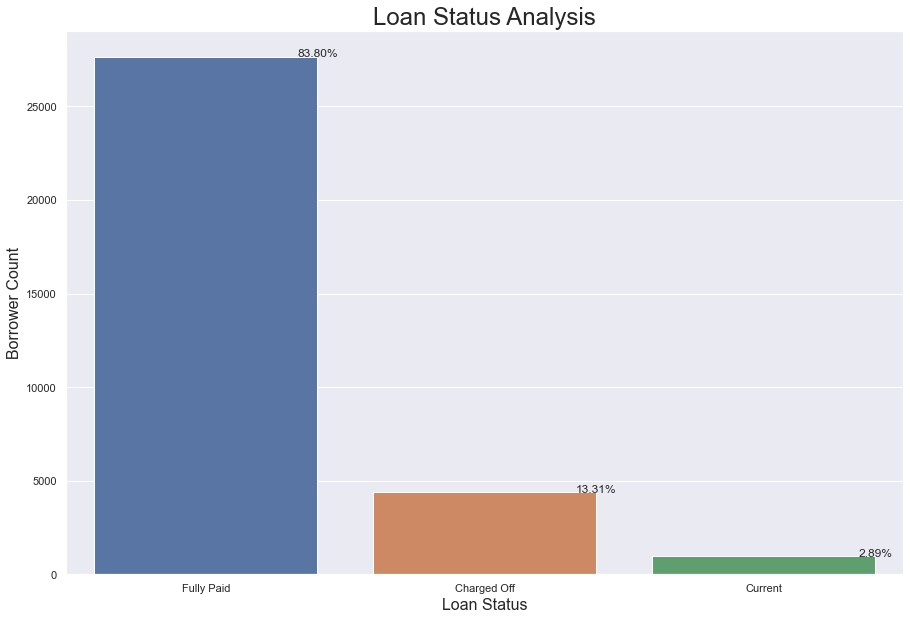 Loan Status Analysis
83.80%
25000
20000
Borrower Count
15000
10000
5000
13.31%
2.89%
0
Fully Paid
Charged Off
Current
Loan Status